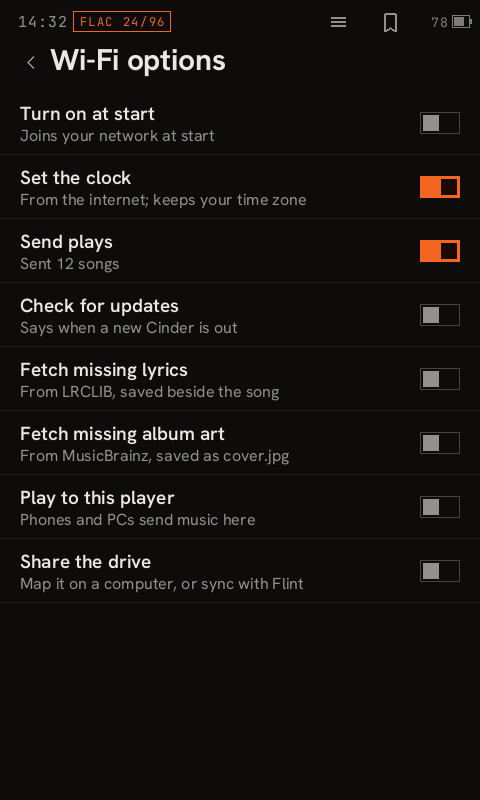 14:32 FLAC 24/96 78
Wi-Fi options
Turn on at start
Joins your network at start
Set the clock
From the internet; keeps your time zone
Send plays
Sent 12 songs
Check for updates
Says when a new Cinder is out
Fetch missing lyrics
From LRCLIB, saved beside the song
Fetch missing album art
From MusicBrainz, saved as cover.jpg
Play to this player
Phones and PCs send music here
Share the drive
Map it on a computer, or sync with Flint